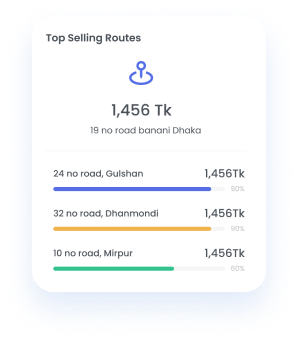 Top Selling Routes
1,456 Tk
19 no road banani Dhaka
24 no road, Gulshan 1,456Tk
90%
32 no road, Dhanmondi 1,456Tk
90%
10 no road, Mirpur 1,456Tk
60%